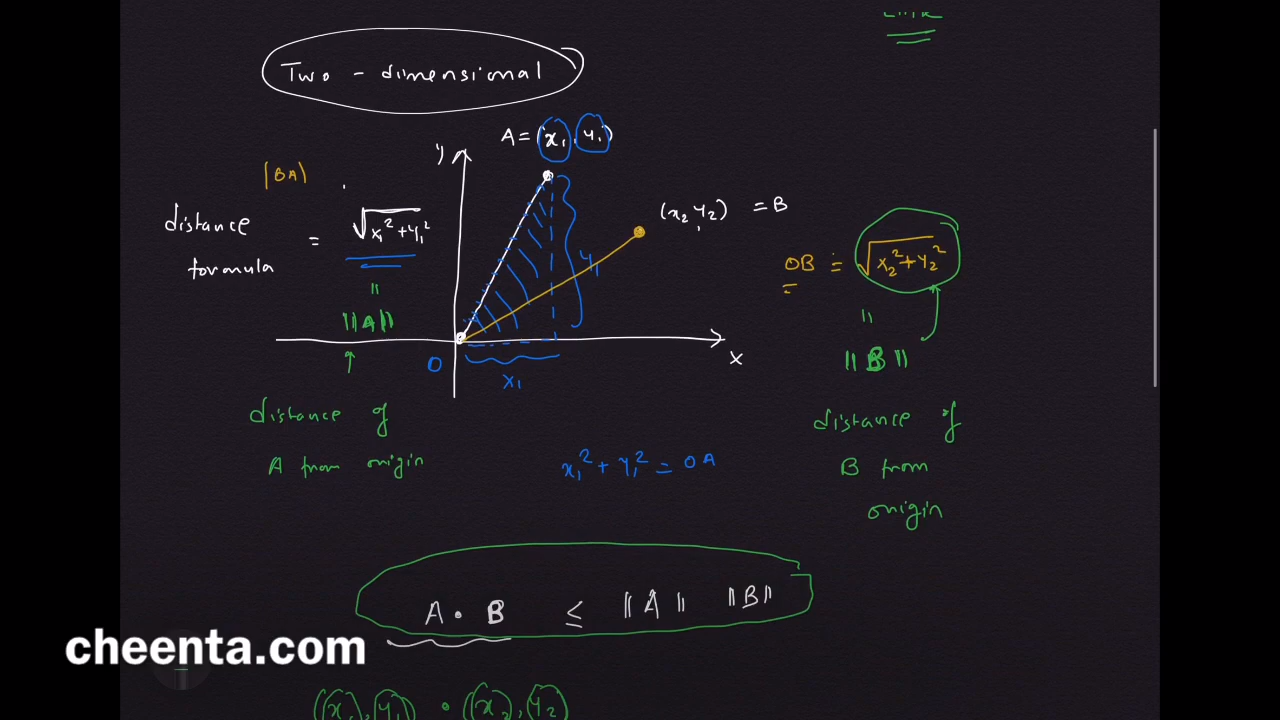 Two - dimensional
A = (x₁, y₁)
y
|BA|
distance
formula
= √x₁² + y₁²
"
||A||
distance of
A from origin
(x₂, y₂) = B
y₁
O
x₁
x
OB = √x₂² + y₂²
"
||B||
distance of
B from
origin
x₁² + y₁² = OA
A • B ≤ ||A|| ||B||
cheenta.com
(x₁, y₁) • (x₂, y₂)